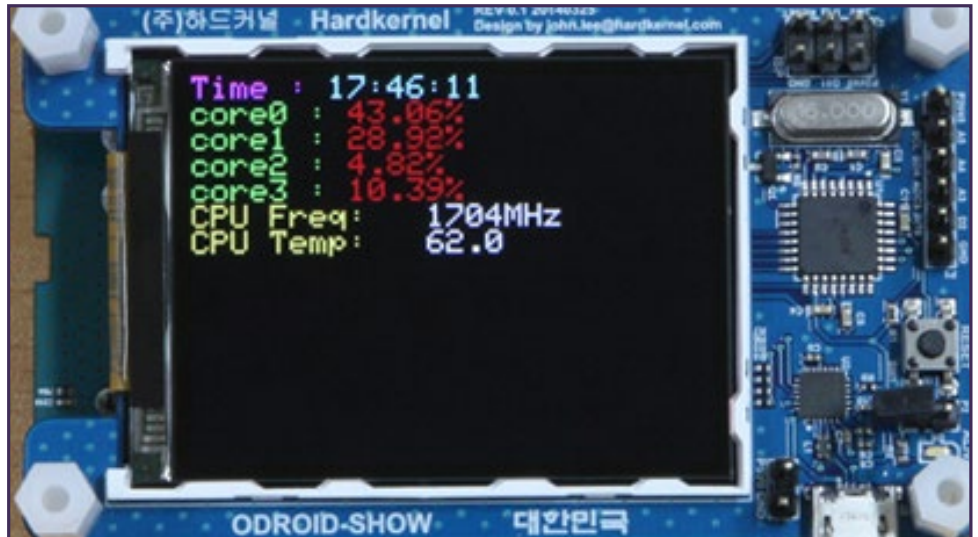 (주)하드커널 Hardkernel
REV 0.1 20140325
Design by john.lee@hardkernel.com
Time : 17:46:11
core0 : 43.06%
core1 : 28.92%
core2 : 4.82%
core3 : 10.39%
CPU Freq: 1704MHz
CPU Temp: 62.0
RESET
ODROID-SHOW 대한민국